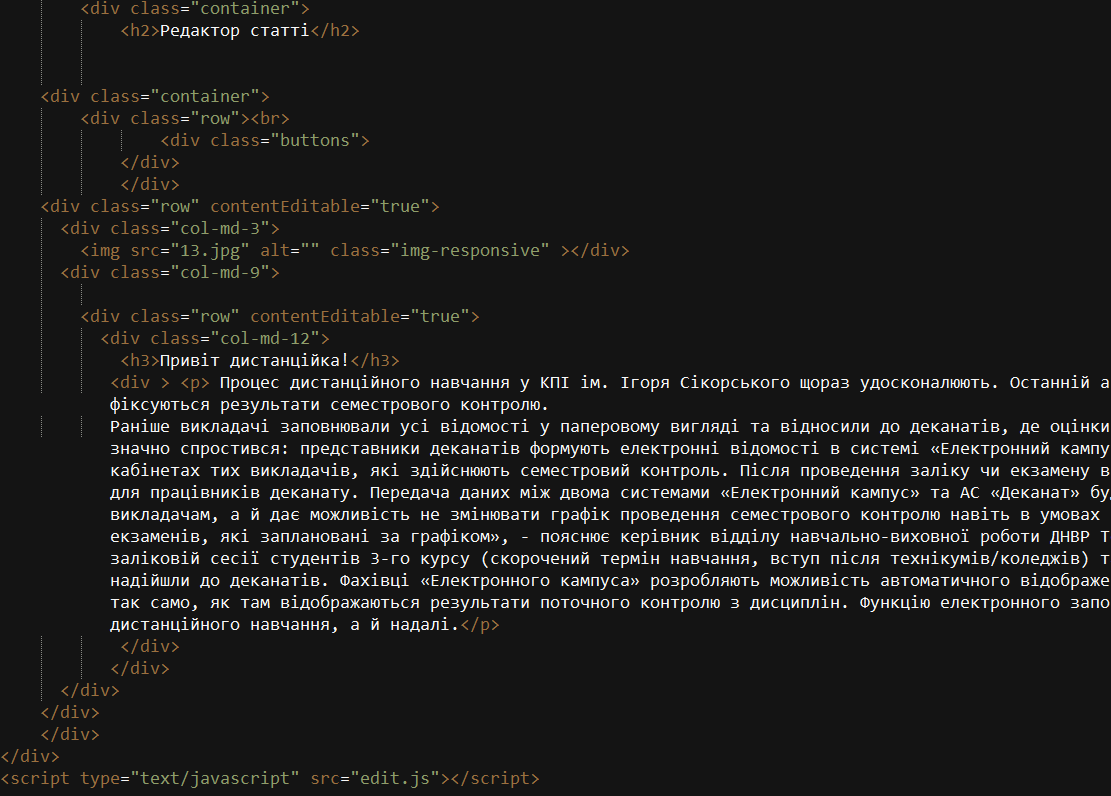 <div class="container">
<h2>Редактор статті</h2>
<div class="container">
<div class="row"><br>
<div class="buttons">
</div>
</div>
<div class="row" contentEditable="true">
<div class="col-md-3">
<img src="13.jpg" alt="" class="img-responsive" ></div>
<div class="col-md-9">
<div class="row" contentEditable="true">
<div class="col-md-12">
<h3>Привіт дистанційка!</h3>
<div > <p> Процес дистанційного навчання у КПІ ім. Ігоря Сікорського щораз удосконалюють. Останній
фіксуються результати семестрового контролю.
Раніше викладачі заповнювали усі відомості у паперовому вигляді та відносили до деканатів, де оцінки
значно спростився: представники деканатів формують електронні відомості в системі «Електронний
кабінетах тих викладачів, які здійснюють семестровий контроль. Після проведення заліку чи екзамену
для працівників деканату. Передача даних між двома системами «Електронний кампус» та АС «Деканат»
викладачам, а й дає можливість не змінювати графік проведення семестрового контролю навіть в умовах
екзаменів, які заплановані за графіком», - пояснює керівник відділу навчально-виховної роботи ДНВР
заліковій сесії студентів 3-го курсу (скорочений термін навчання, вступ після технікумів/коледжів)
надійшли до деканатів. Фахівці «Електронного кампуса» розробляють можливість автоматичного
так само, як там відображаються результати поточного контролю з дисциплін. Функцію електронного
дистанційного навчання, а й надалі.</p>
</div>
</div>
</div>
</div>
</div>
</div>
<script type="text/javascript" src="edit.js"></script>